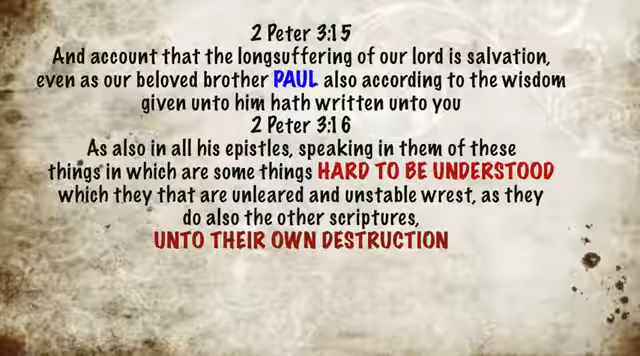 2 Peter 3:15
And account that the longsuffering of our lord is salvation,
even as our beloved brother PAUL also according to the wisdom
given unto him hath written unto you
2 Peter 3:16
As also in all his epistles, speaking in them of these
things in which are some things HARD TO BE UNDERSTOOD
which they that are unleared and unstable wrest, as they
do also the other scriptures,
UNTO THEIR OWN DESTRUCTION